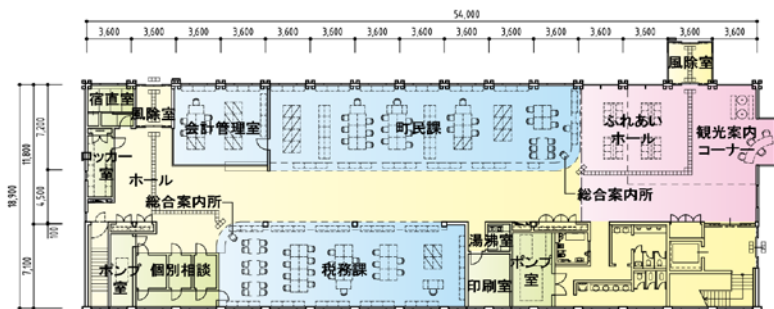 54,000
3,600 3,600 3,600 3,600 3,600 3,600 3,600 3,600 3,600 3,600 3,600 3,600 3,600 3,600 3,600
風除室
宿直室
風除室
会計管理室
町民課
ふれあい
ホール
観光案内
コーナー
ロッカー
室
ホール
総合案内所
総合案内所
湯沸室
ポンプ
室
個別相談
税務課
印刷室
ポンプ
室
18,900
11,800
7,200
4,500
100
7,100